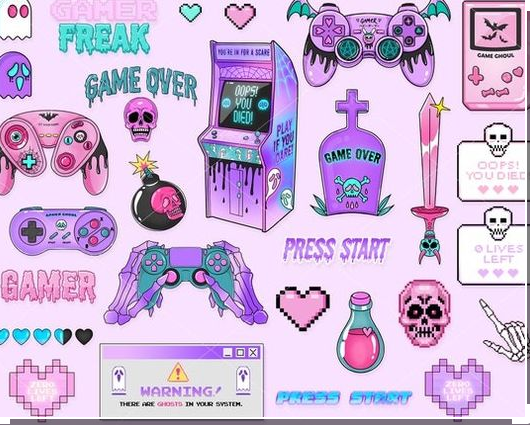 GAMER
FREAK
GAME OVER
YOU'RE IN FOR A SCARE
OOPS!
YOU
DIED!
PLAY
IF YOU
DARE!
GAMER
GAME GHOUL
GAME OVER
OOPS!
YOU DIED
0 LIVES
LEFT
GAMER GHOUL
PRESS START
GAMER
ZERO
LIVES
LEFT
WARNING!
THERE ARE GHOSTS IN YOUR SYSTEM.
PRESS START
ZERO
LIVES
LEFT